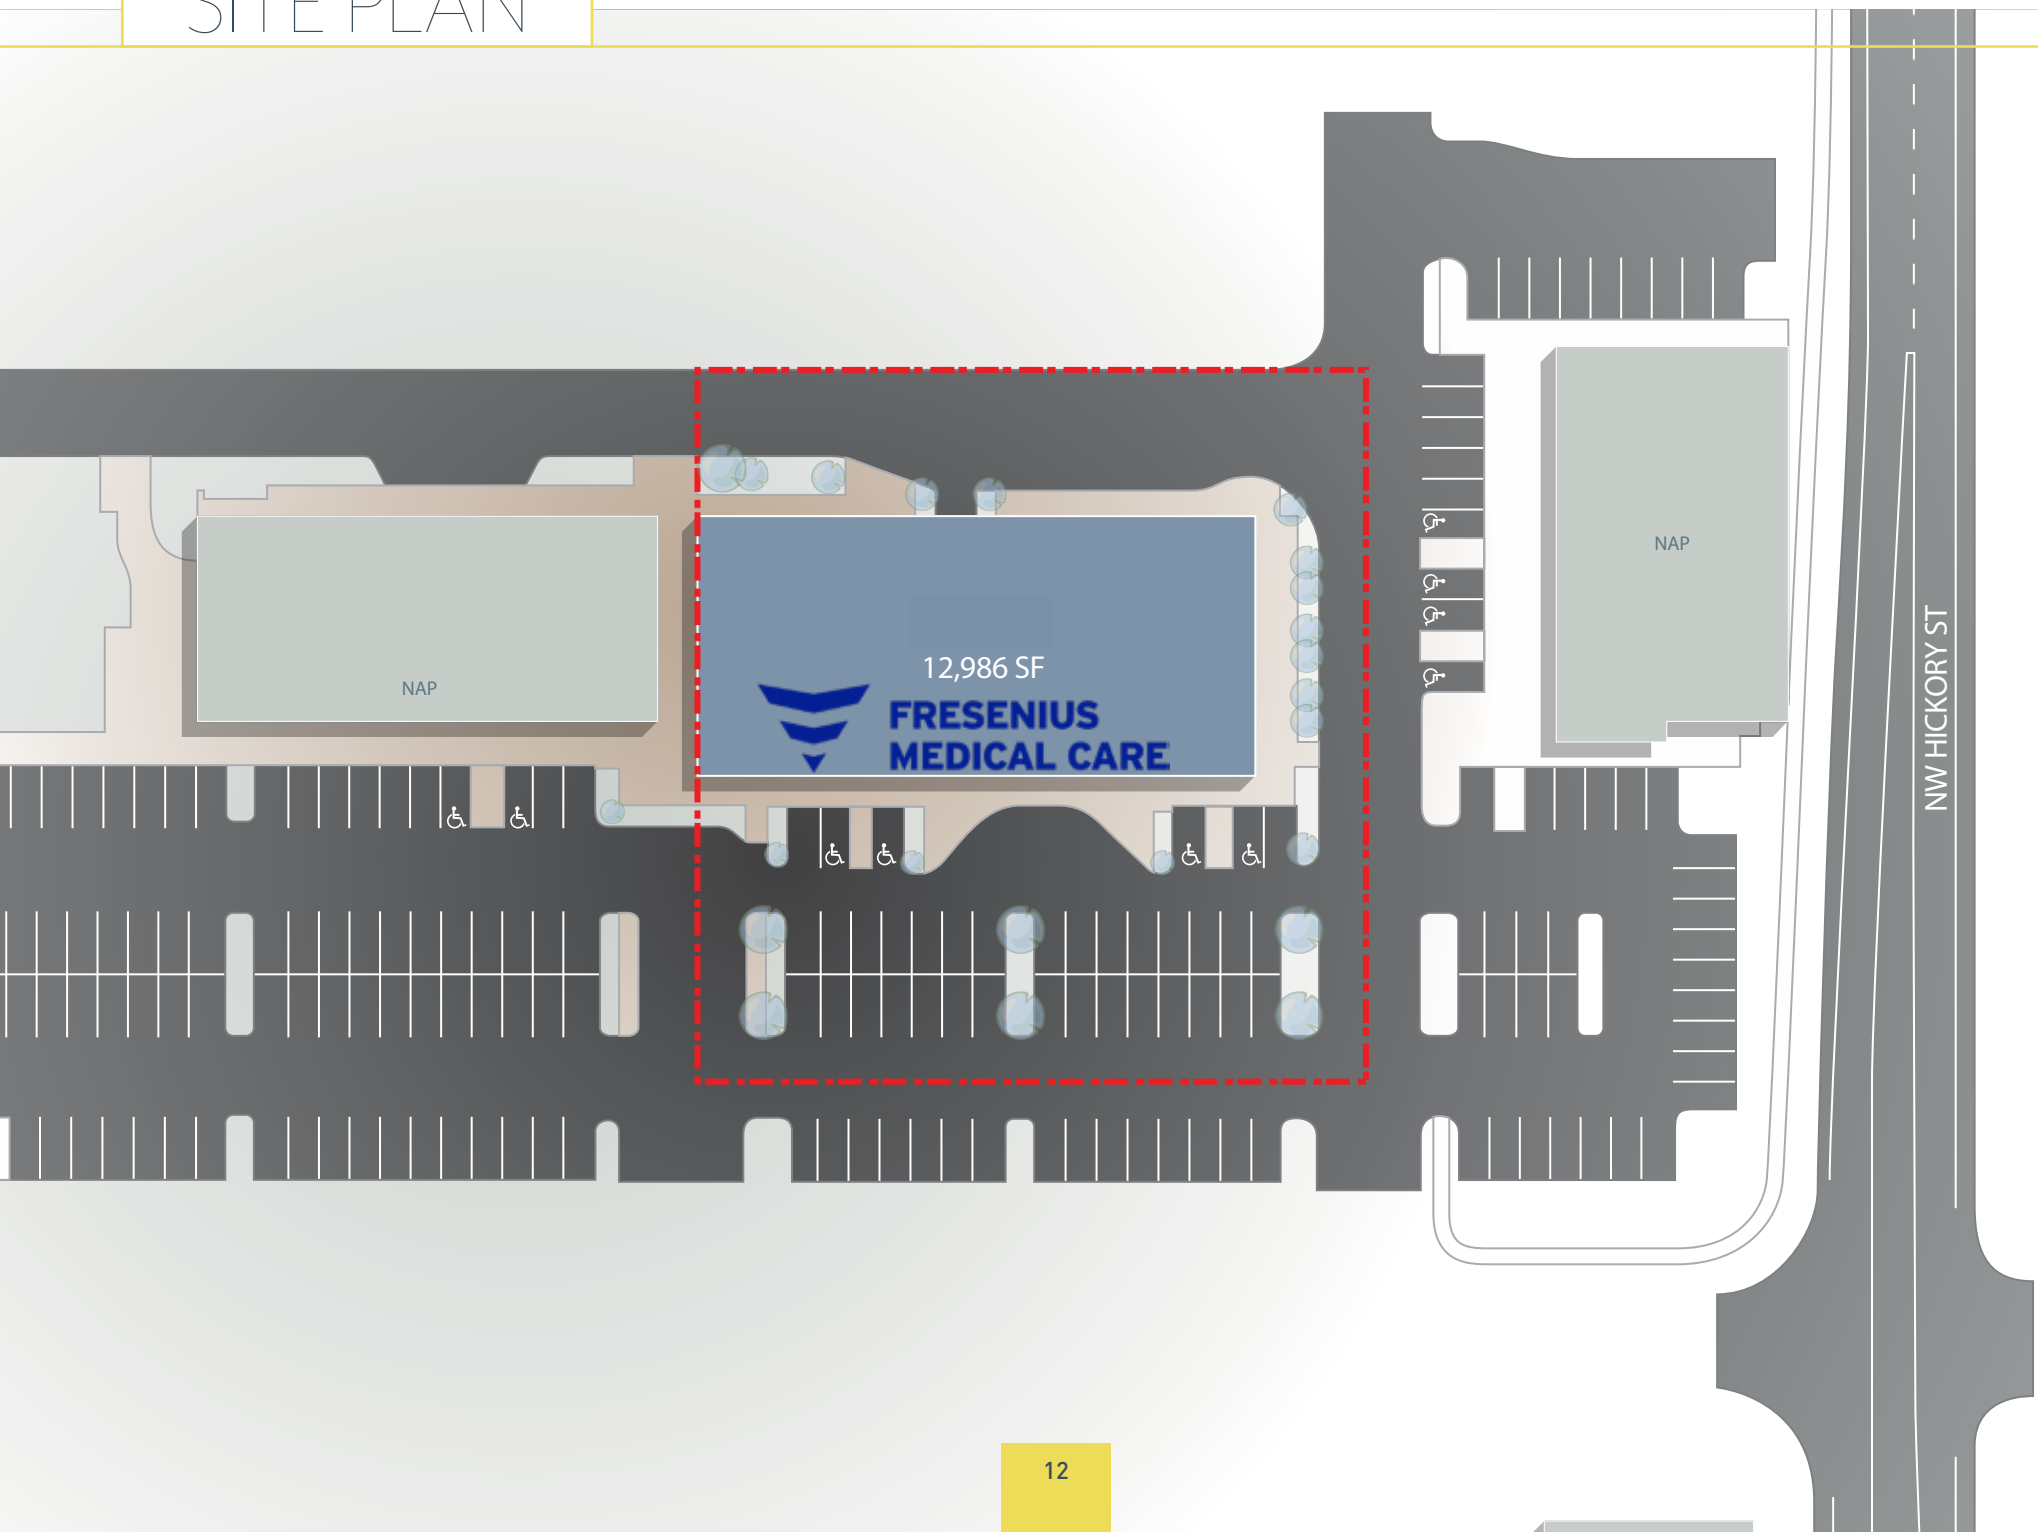 SITE PLAN
NAP
NAP
12,986 SF
FRESENIUS
MEDICAL CARE
NW HICKORY ST
12